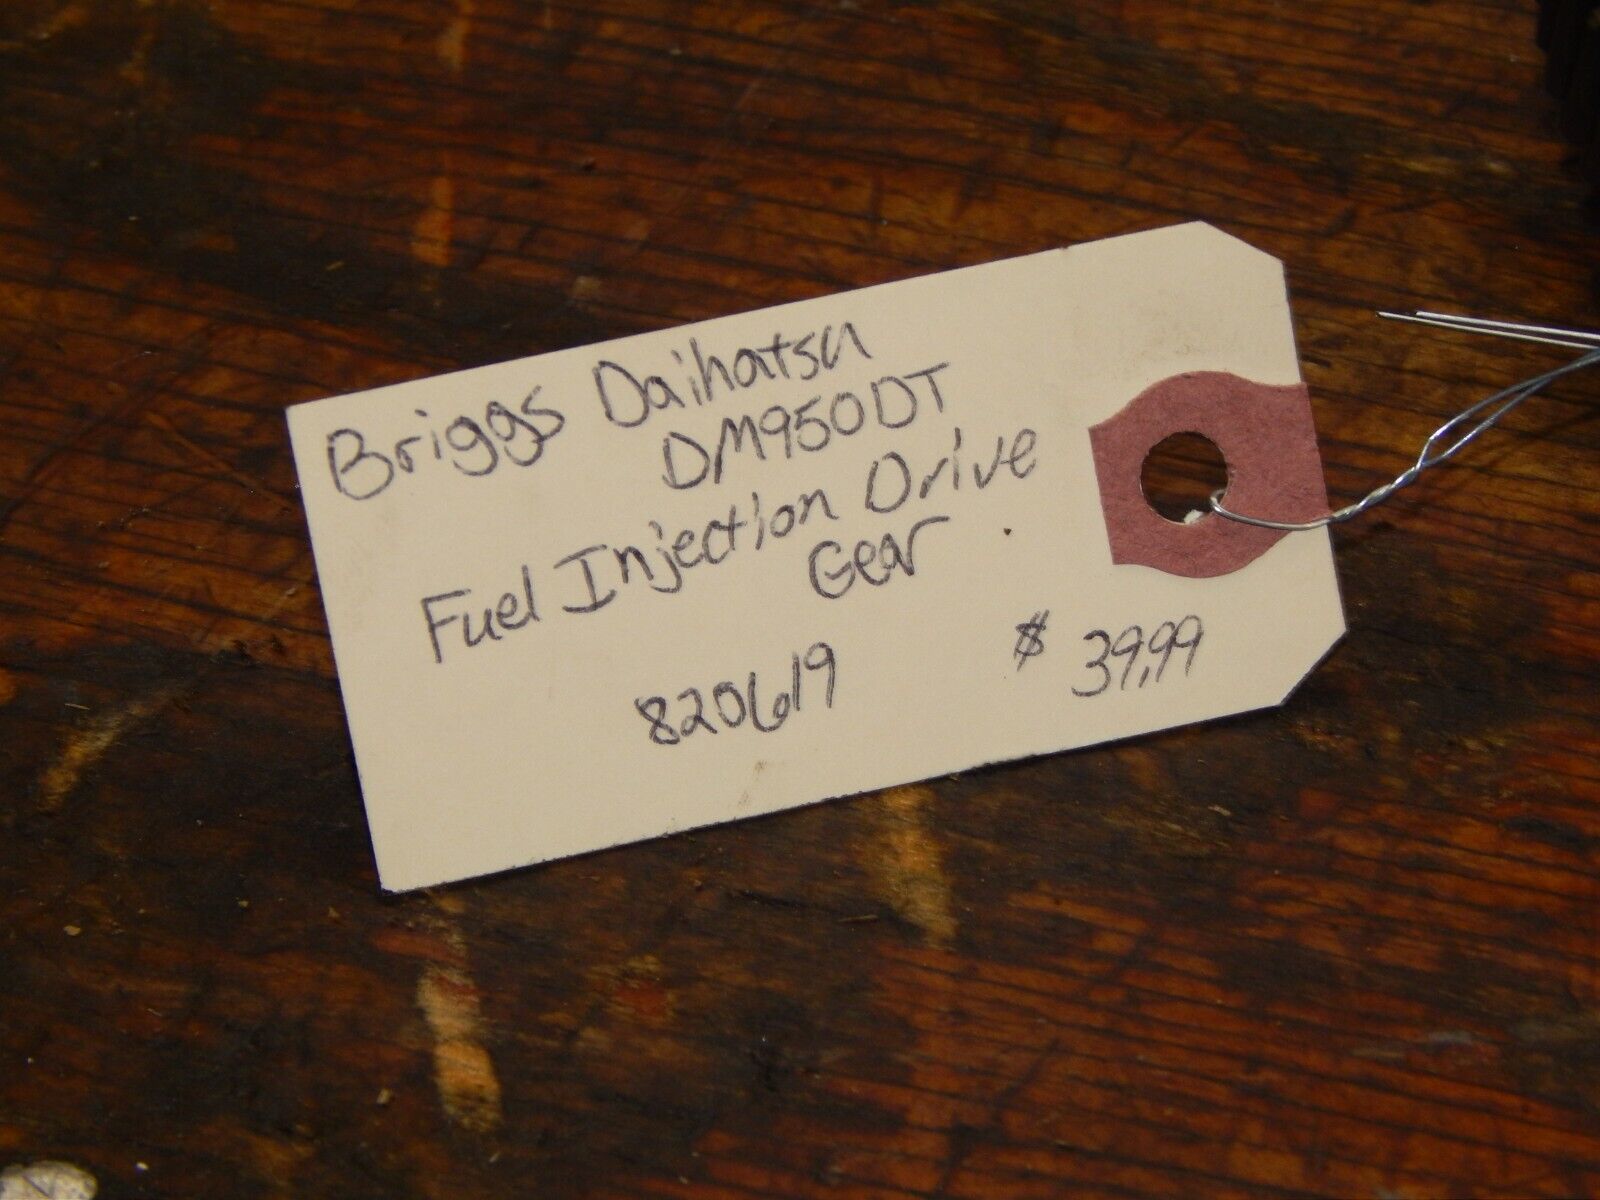 Briggs Daihatsu
DM950DT
Fuel Injection Drive
Gear
820619 $ 39.99